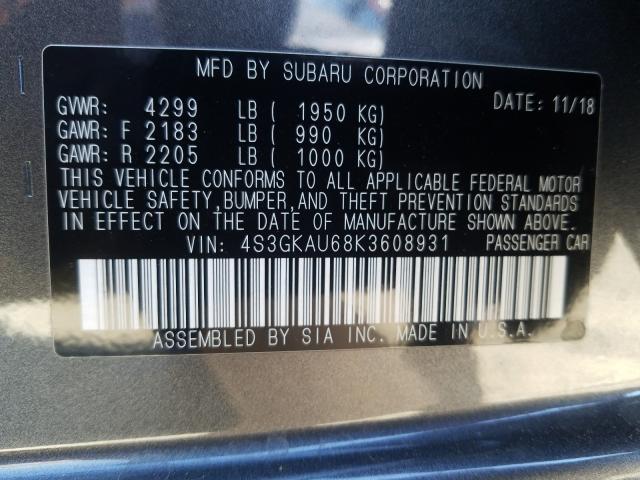 MFD BY SUBARU CORPORATION
GVWR: 4299 LB ( 1950 KG) DATE: 11/18
GAWR: F 2183 LB ( 990 KG)
GAWR: R 2205 LB ( 1000 KG)
THIS VEHICLE CONFORMS TO ALL APPLICABLE FEDERAL MOTOR
VEHICLE SAFETY,BUMPER,AND THEFT PREVENTION STANDARDS
IN EFFECT ON THE DATE OF MANUFACTURE SHOWN ABOVE.
VIN: 4S3GKAU68K3608931 PASSENGER CAR
ASSEMBLED BY SIA INC. MADE IN U.S.A.